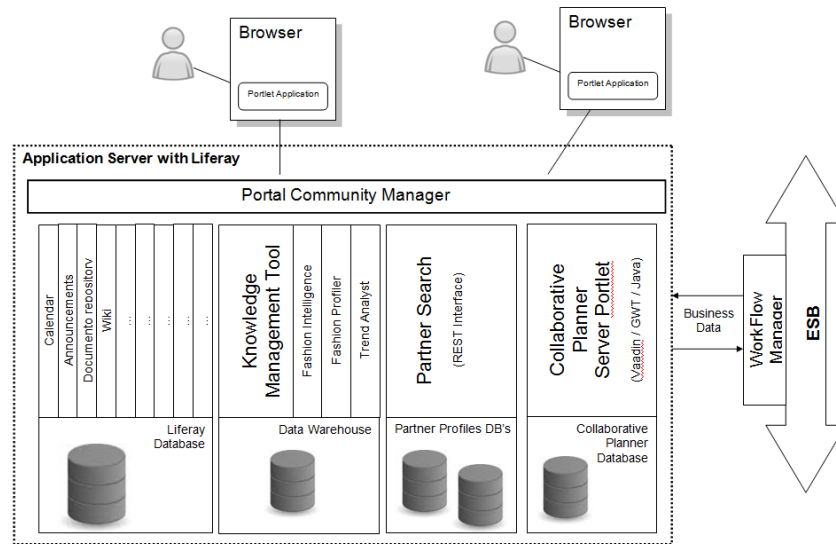 Browser
Portlet Application
Browser
Portlet Application
Application Server with Liferay
Portal Community Manager
Calendar
Announcements
Documento repository
Wiki
...
...
...
...
...
Knowledge
Management Tool
Fashion Intelligence
Fashion Profiler
Trend Analyst
Partner Search
(REST Interface)
Collaborative
Planner
Server Portlet
(Vaadin / GWT / Java)
Liferay
Database
Data Warehouse
Partner Profiles DB's
Collaborative
Planner
Database
Business
Data
WorkFlow
Manager
ESB